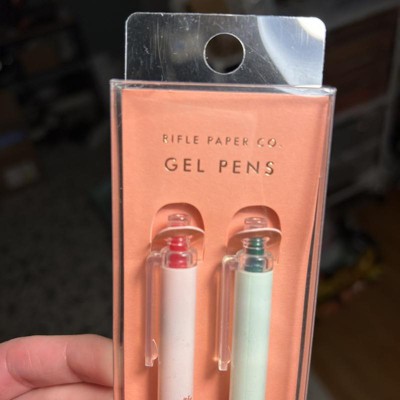 RIFLE PAPER CO.
GEL PENS